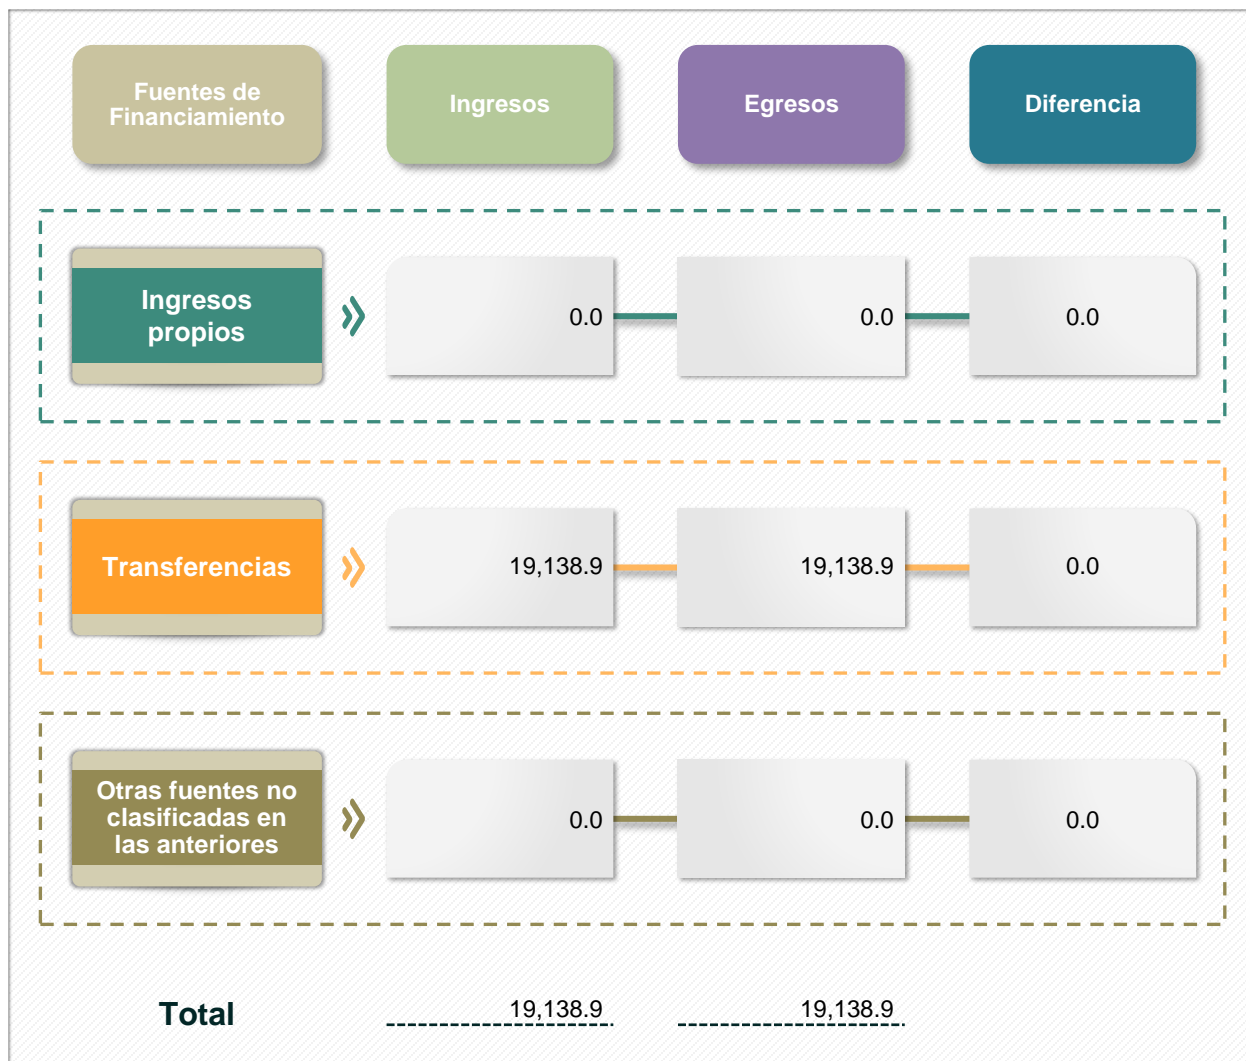 Fuentes de
Financiamiento
Ingresos
Egresos
Diferencia
Ingresos
propios
0.0
0.0
0.0
Transferencias
19,138.9
19,138.9
0.0
Otras fuentes no
clasificadas en
las anteriores
0.0
0.0
0.0
Total
19,138.9
19,138.9